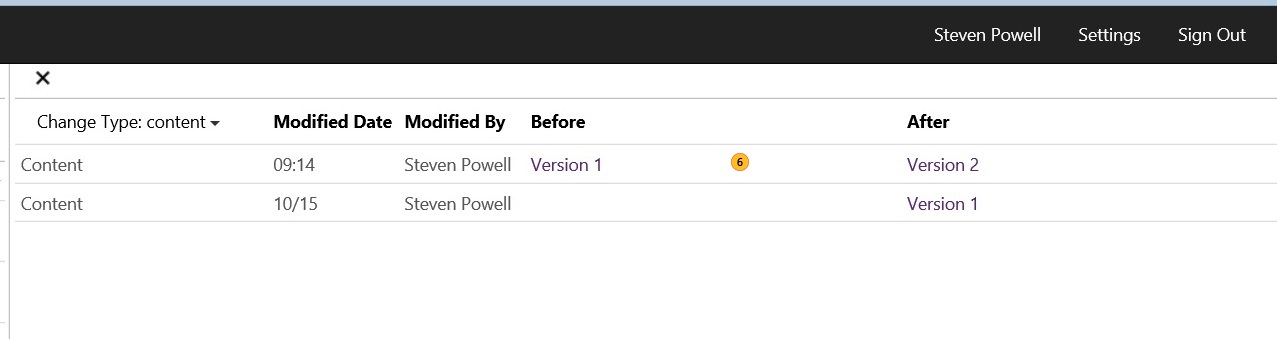 Steven Powell Settings Sign Out
Change Type: content Modified Date Modified By Before After
Content 09:14 Steven Powell Version 1 6 Version 2
Content 10/15 Steven Powell Version 1